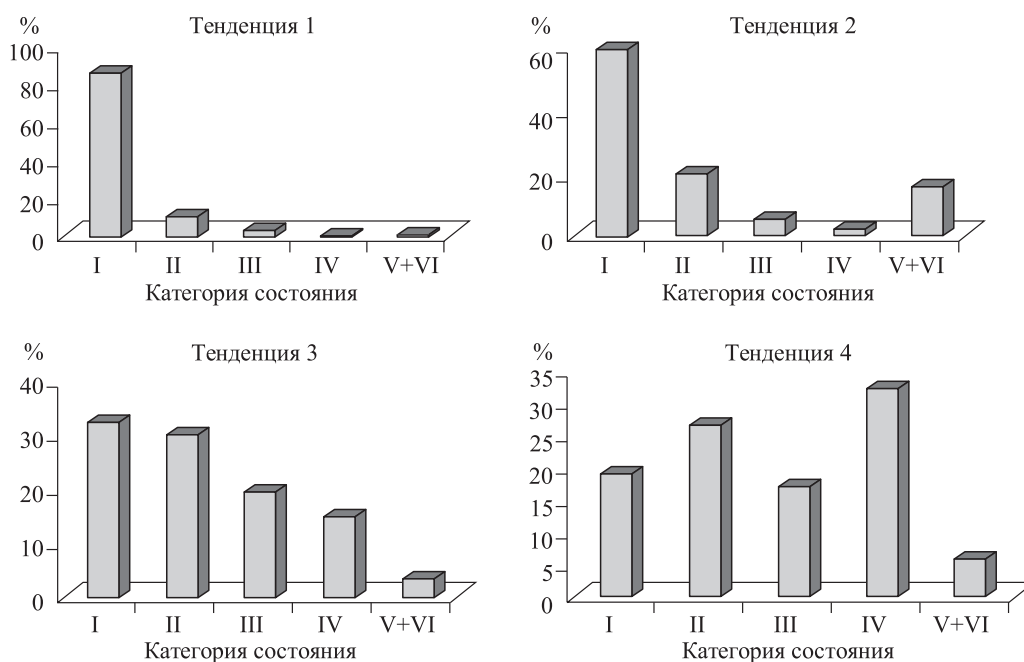 %
Тенденция 1
100
80
60
40
20
0
I II III IV V+VI
Категория состояния
%
Тенденция 2
60
40
20
0
I II III IV V+VI
Категория состояния
%
Тенденция 3
40
30
20
10
0
I II III IV V+VI
Категория состояния
%
Тенденция 4
35
30
25
20
15
10
5
0
I II III IV V+VI
Категория состояния